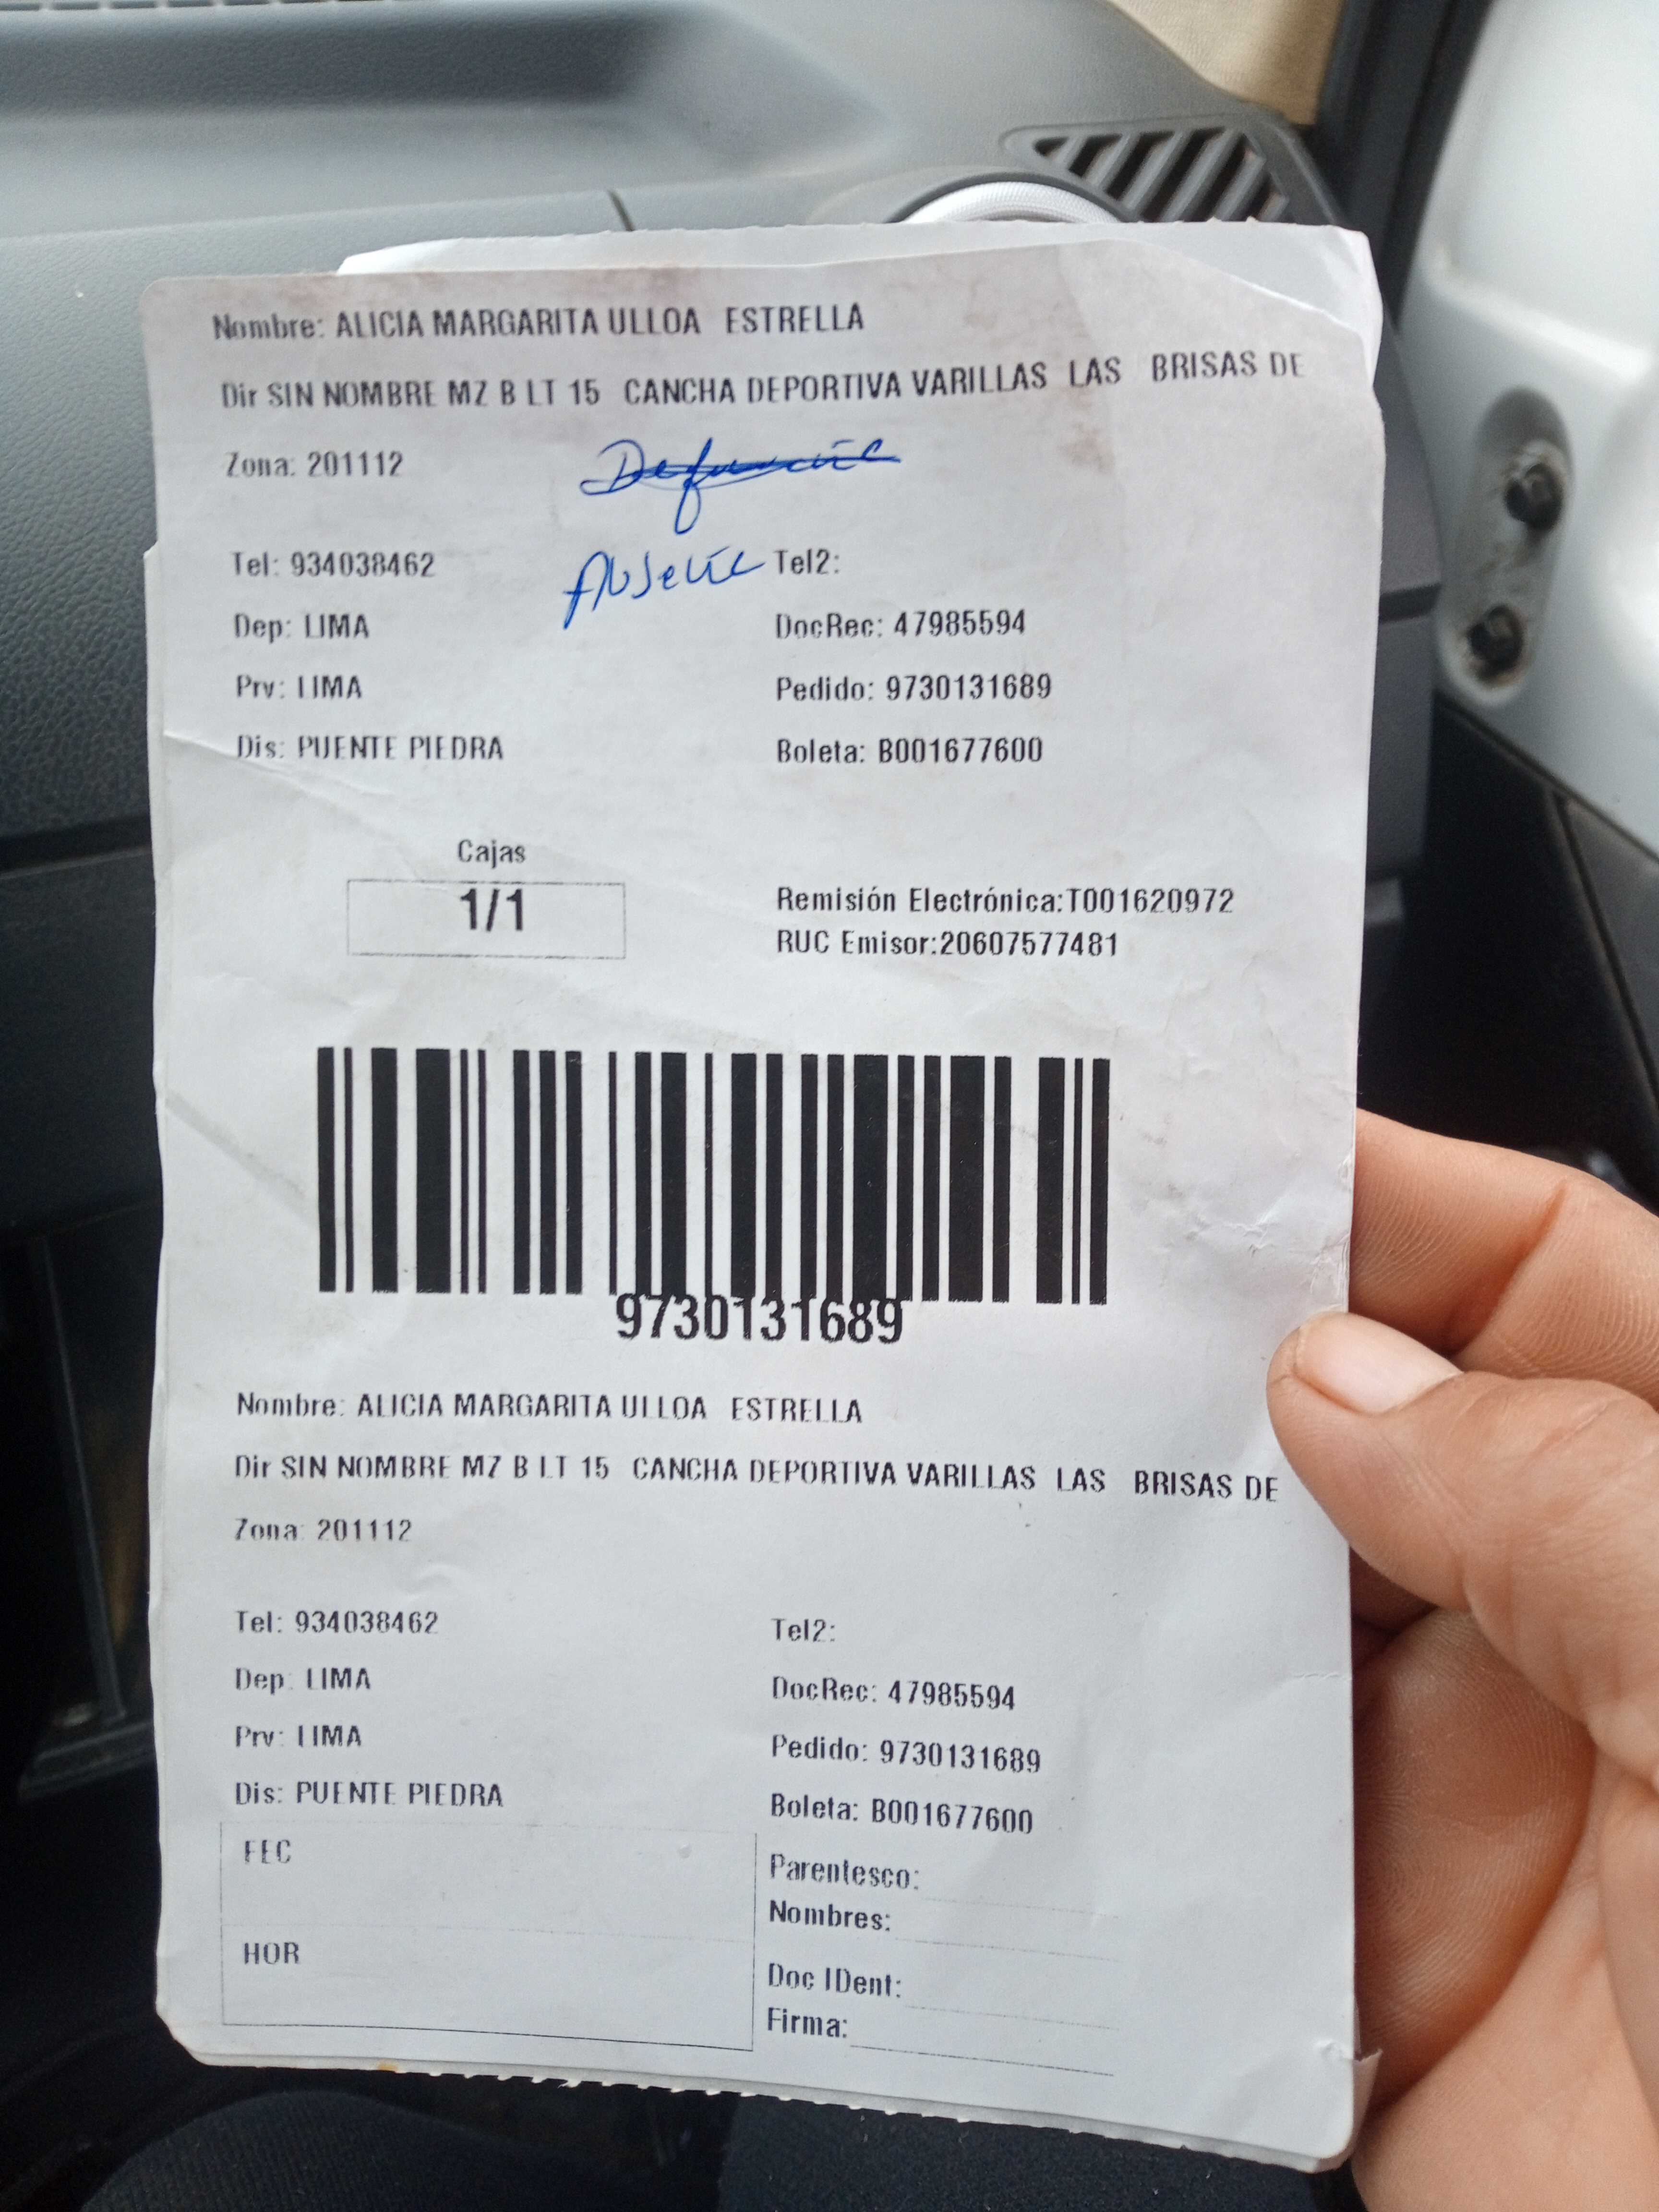 Nombre: ALICIA MARGARITA ULLOA ESTRELLA
Dir SIN NOMBRE MZ B LT 15 CANCHA DEPORTIVA VARILLAS LAS BRISAS DE
Zona: 201112
Tel: 934038462 Tel2:
Dep: LIMA DocRec: 47985594
Prv: LIMA Pedido: 9730131689
Dis: PUENTE PIEDRA Boleta: B001677600
Cajas
1/1
Remisión Electrónica:T001620972
RUC Emisor:20607577481
9730131689
Nombre: ALICIA MARGARITA ULLOA ESTRELLA
Dir SIN NOMBRE MZ B LT 15 CANCHA DEPORTIVA VARILLAS LAS BRISAS DE
Zona: 201112
Tel: 934038462 Tel2:
Dep: LIMA DocRec: 47985594
Prv: LIMA Pedido: 9730131689
Dis: PUENTE PIEDRA Boleta: B001677600
FEC
Parentesco:
Nombres:
HOR
Doc IDent:
Firma: